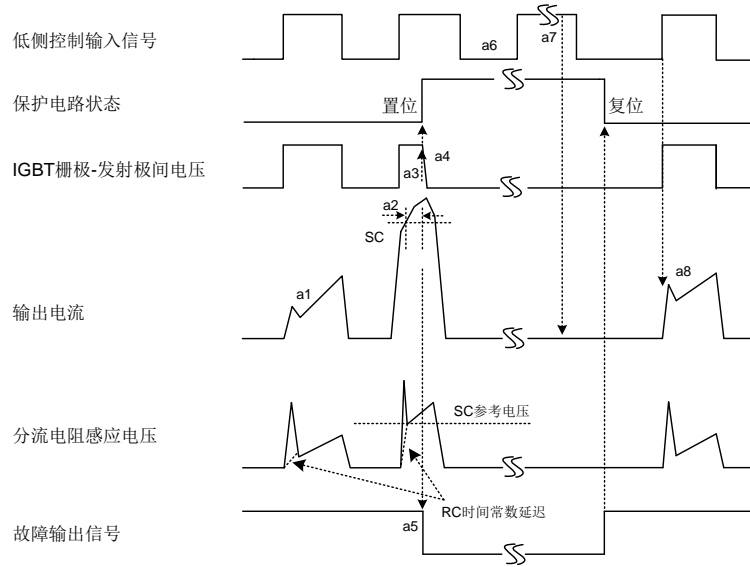 低侧控制输入信号
a6
a7
保护电路状态
置位
复位
IGBT栅极-发射极间电压
a3
a4
a2
SC
输出电流
a1
a8
分流电阻感应电压
SC参考电压
RC时间常数延迟
故障输出信号
a5